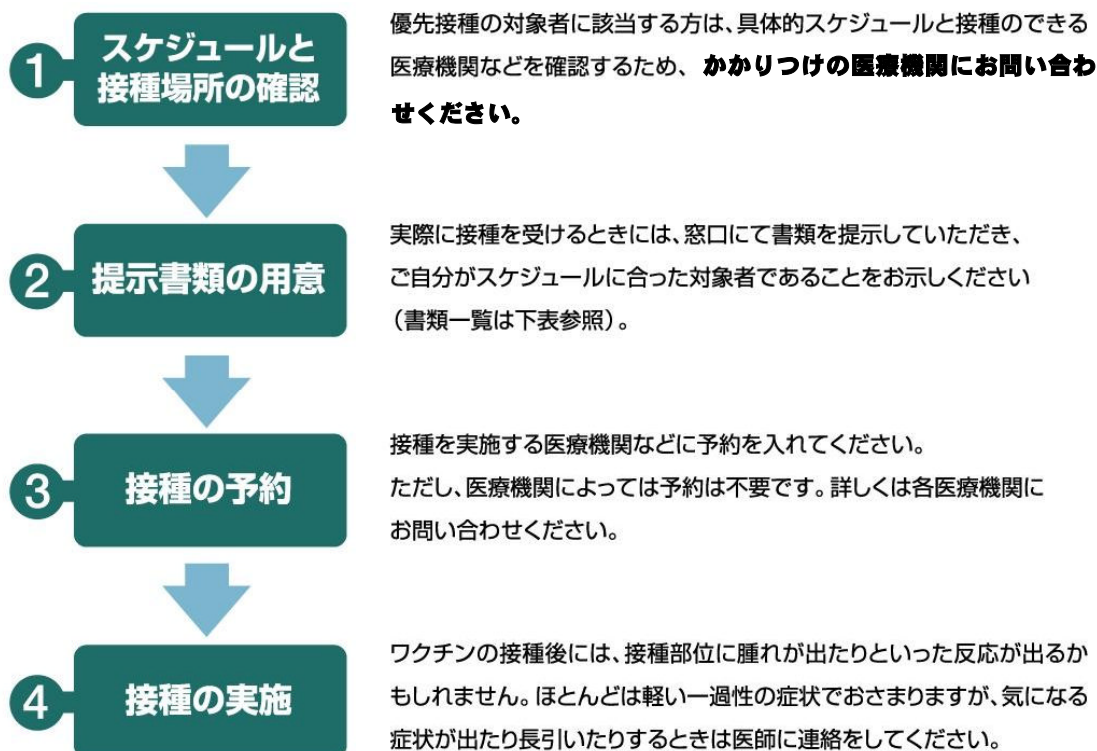 1
スケジュールと
接種場所の確認
優先接種の対象者に該当する方は、具体的スケジュールと接種のできる
医療機関などを確認するため、かかりつけの医療機関にお問い合わ
せください。
2
提示書類の用意
実際に接種を受けるときには、窓口にて書類を提示していただき、
ご自分がスケジュールに合った対象者であることをお示しください
（書類一覧は下表参照）。
3
接種の予約
接種を実施する医療機関などに予約を入れてください。
ただし、医療機関によっては予約は不要です。詳しくは各医療機関に
お問い合わせください。
4
接種の実施
ワクチンの接種後には、接種部位に腫れが出たりといった反応が出るか
もしれません。ほとんどは軽い一過性の症状でおさまりますが、気になる
症状が出たり長引いたりするときは医師に連絡をしてください。